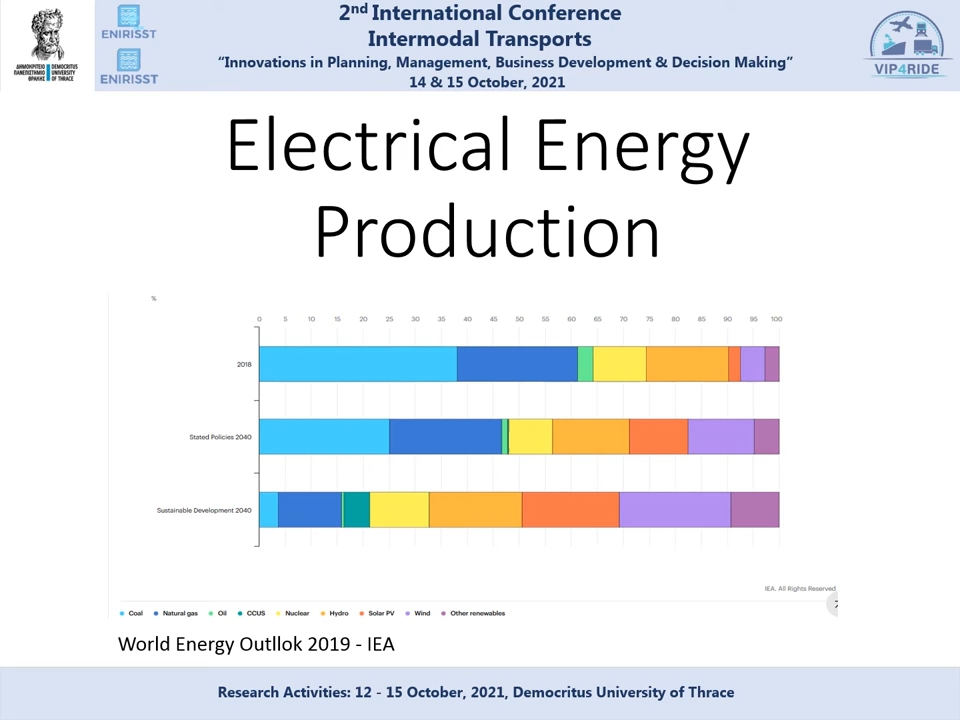 2nd International Conference
Intermodal Transports
“Innovations in Planning, Management, Business Development & Decision Making”
14 & 15 October, 2021
ΔΗΜΟΚΡΙΤΕΙΟ
ΠΑΝΕΠΙΣΤΗΜΙΟ
ΘΡΑΚΗΣ
DEMOCRITUS
UNIVERSITY
OF THRACE
ENIRISST
ENIRISST
VIP4RIDE
Electrical Energy
Production
%
0 5 10 15 20 25 30 35 40 45 50 55 60 65 70 75 80 85 90 95 100
2018
Stated Policies 2040
Sustainable Development 2040
IEA. All Rights Reserved
Coal Natural gas Oil CCUS Nuclear Hydro Solar PV Wind Other renewables
World Energy Outllok 2019 - IEA
Research Activities: 12 - 15 October, 2021, Democritus University of Thrace